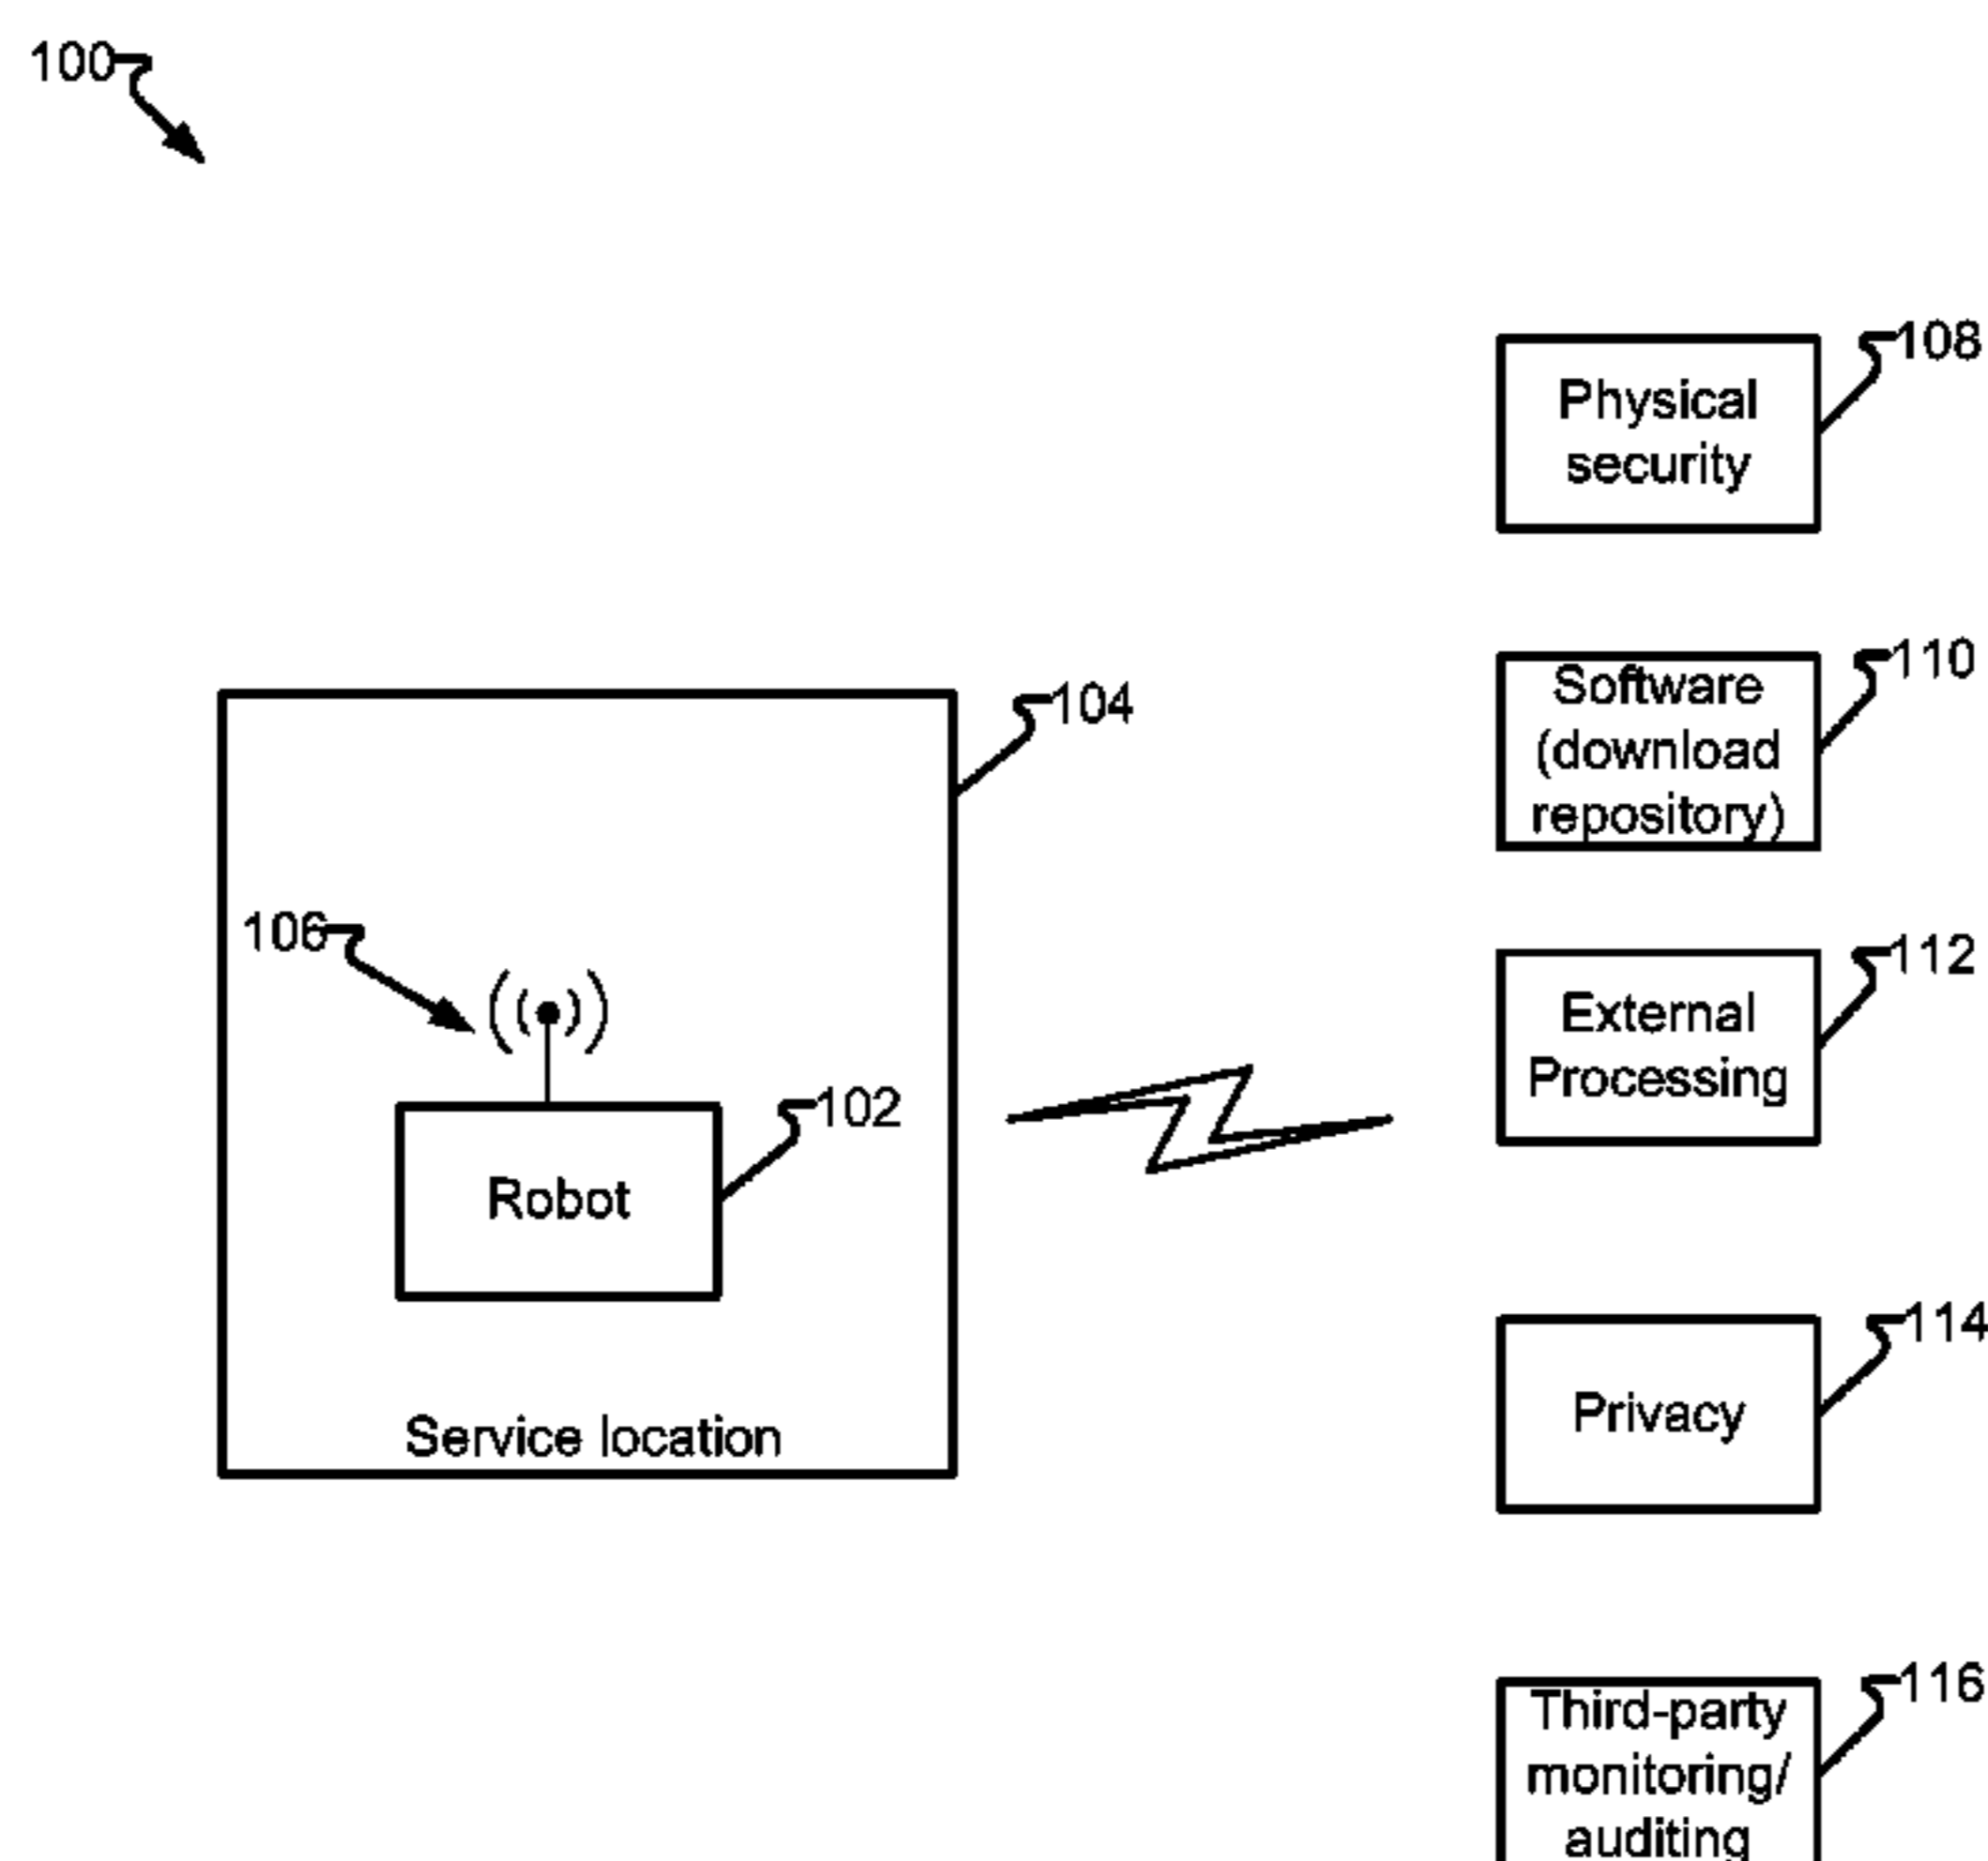 100
108
Physical
security
110
Software
(download
repository)
104
106
112
External
Processing
102
Robot
114
Privacy
Service location
116
Third-party
monitoring/
auditing